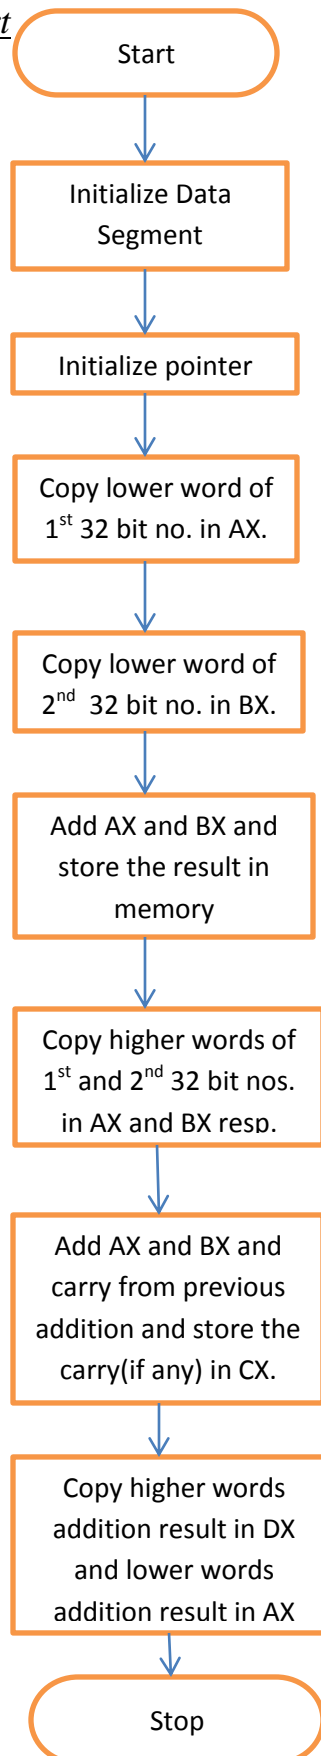 Start
Initialize Data
Segment
Initialize pointer
Copy lower word of
1st 32 bit no. in AX.
Copy lower word of
2nd 32 bit no. in BX.
Add AX and BX and
store the result in
memory
Copy higher words of
1st and 2nd 32 bit nos.
in AX and BX resp.
Add AX and BX and
carry from previous
addition and store the
carry(if any) in CX.
Copy higher words
addition result in DX
and lower words
addition result in AX
Stop